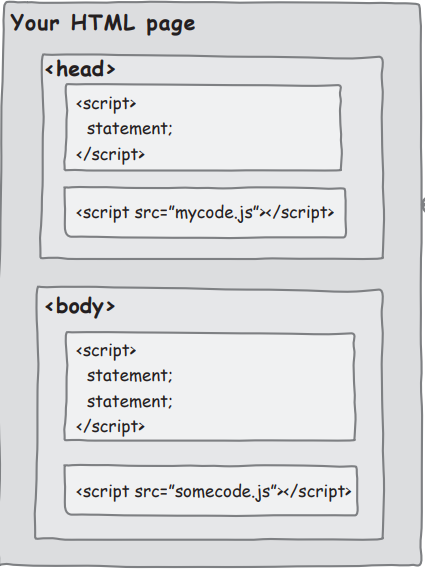 Your HTML page
<head>
<script>
statement;
</script>
<script src="mycode.js"></script>
<body>
<script>
statement;
statement;
</script>
<script src="somecode.js"></script>